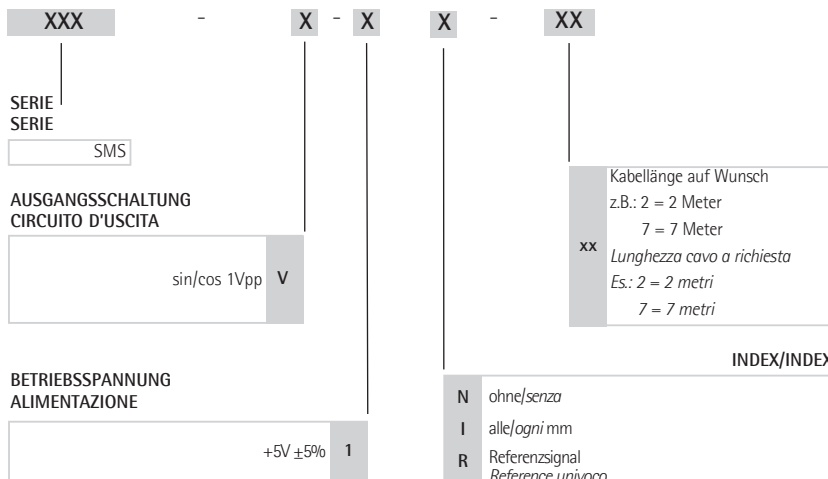 XXX - X - X X - XX
SERIE
SERIE
SMS
AUSGANGSSCHALTUNG
CIRCUITO D'USCITA
sin/cos 1Vpp V
BETRIEBSSPANNUNG
ALIMENTAZIONE
+5V ±5% 1
xx
Kabellänge auf Wunsch
z.B.: 2 = 2 Meter
7 = 7 Meter
Lunghezza cavo a richiesta
Es.: 2 = 2 metri
7 = 7 metri
INDEX/INDEX
N ohne/senza
I alle/ogni mm
R Referenzsignal
Reference univoco